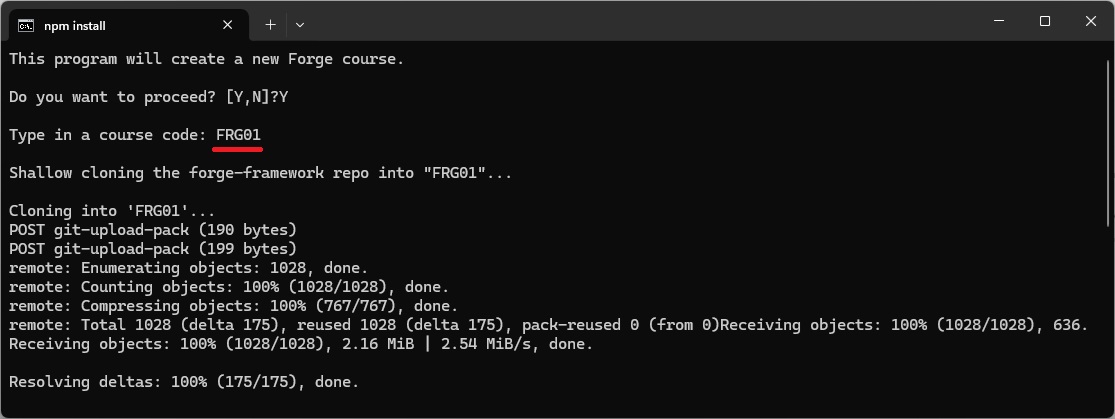 npm install
This program will create a new Forge course.
Do you want to proceed? [Y,N]?Y
Type in a course code: FRG01
Shallow cloning the forge-framework repo into "FRG01"...
Cloning into 'FRG01'...
POST git-upload-pack (190 bytes)
POST git-upload-pack (199 bytes)
remote: Enumerating objects: 1028, done.
remote: Counting objects: 100% (1028/1028), done.
remote: Compressing objects: 100% (767/767), done.
remote: Total 1028 (delta 175), reused 1028 (delta 175), pack-reused 0 (from 0)Receiving objects: 100% (1028/1028), 636.
Receiving objects: 100% (1028/1028), 2.16 MiB | 2.54 MiB/s, done.
Resolving deltas: 100% (175/175), done.